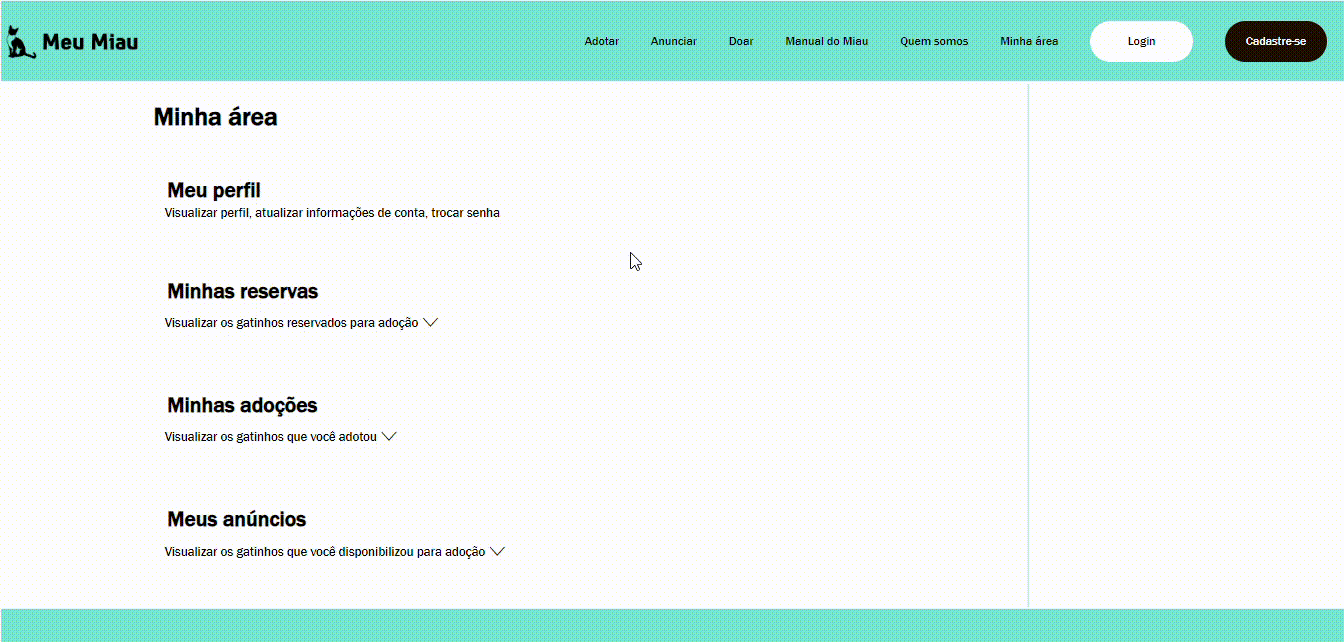 Meu Miau
Adotar Anunciar Doar Manual do Miau Quem somos Minha área Login Cadastre-se
Minha área
Meu perfil
Visualizar perfil, atualizar informações de conta, trocar senha
Minhas reservas
Visualizar os gatinhos reservados para adoção
Minhas adoções
Visualizar os gatinhos que você adotou
Meus anúncios
Visualizar os gatinhos que você disponibilizou para adoção